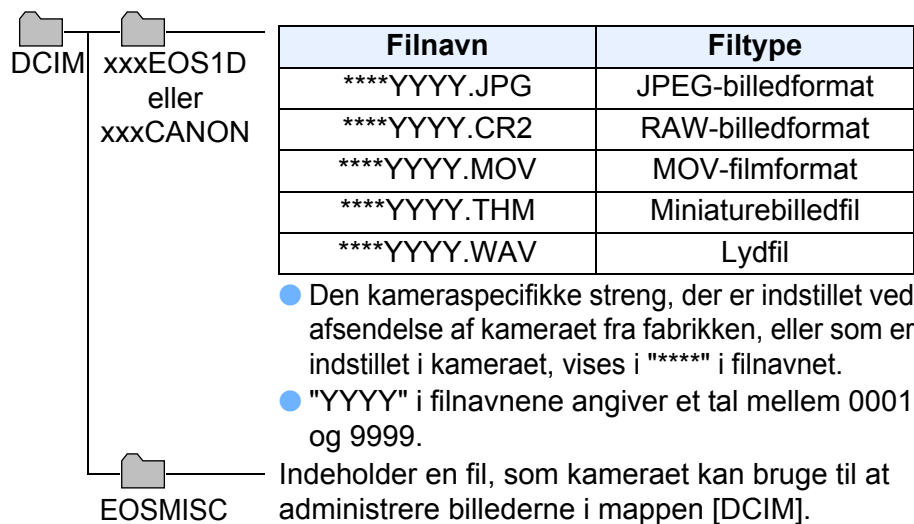 DCIM
xxxEOS1D
eller
xxxCANON
Filnavn Filtype
****YYYY.JPG JPEG-billedformat
****YYYY.CR2 RAW-billedformat
****YYYY.MOV MOV-filmformat
****YYYY.THM Miniaturebilledfil
****YYYY.WAV Lydfil
● Den kameraspecifikke streng, der er indstillet ved
afsendelse af kameraet fra fabrikken, eller som er
indstillet i kameraet, vises i "****" i filnavnet.
● "YYYY" i filnavnene angiver et tal mellem 0001
og 9999.
EOSMISC
Indeholder en fil, som kameraet kan bruge til at
administrere billederne i mappen [DCIM].